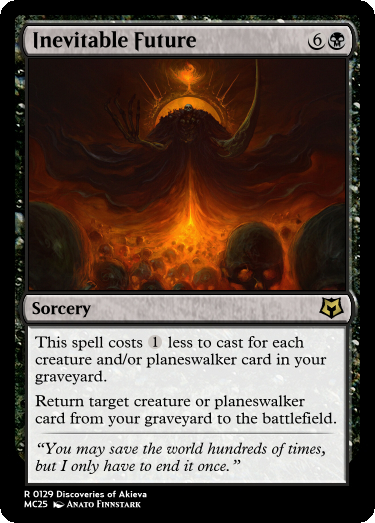 Inevitable Future 6
Sorcery
This spell costs 1 less to cast for each
creature and/or planeswalker card in your
graveyard.
Return target creature or planeswalker
card from your graveyard to the battlefield.
“You may save the world hundreds of times,
but I only have to end it once.”
R 0129 Discoveries of Akieva
MC25 Anato Finnstark